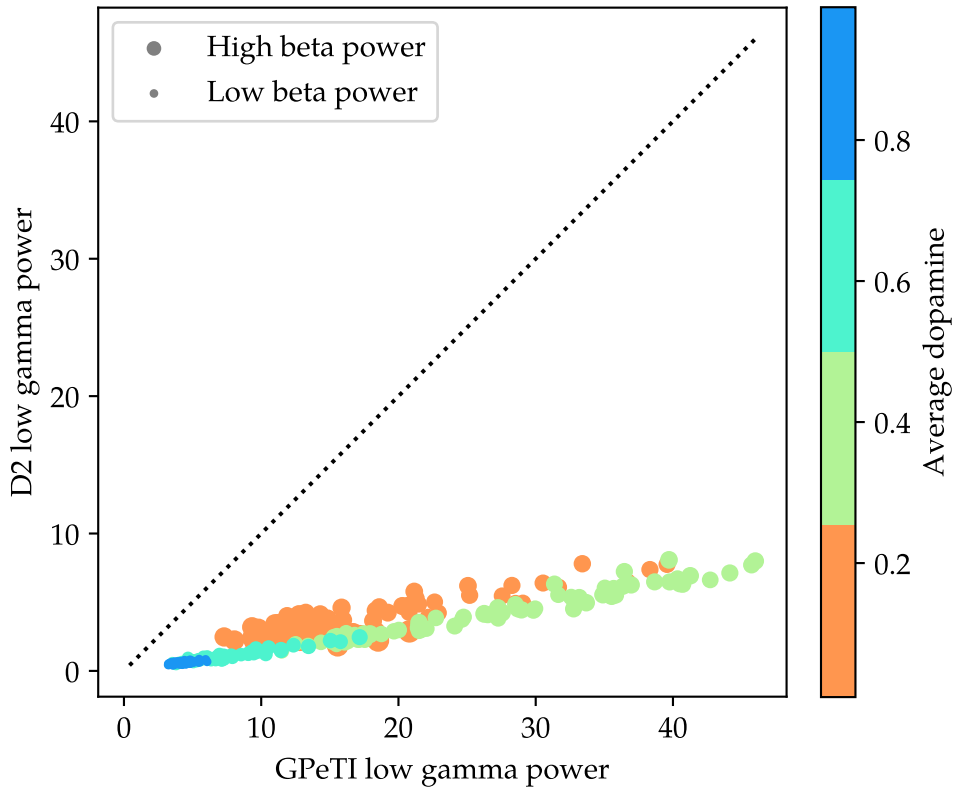 High beta power
Low beta power
40
30
20
10
0
D2 low gamma power
0
10
20
30
40
GPeTI low gamma power
0.8
0.6
0.4
0.2
Average dopamine